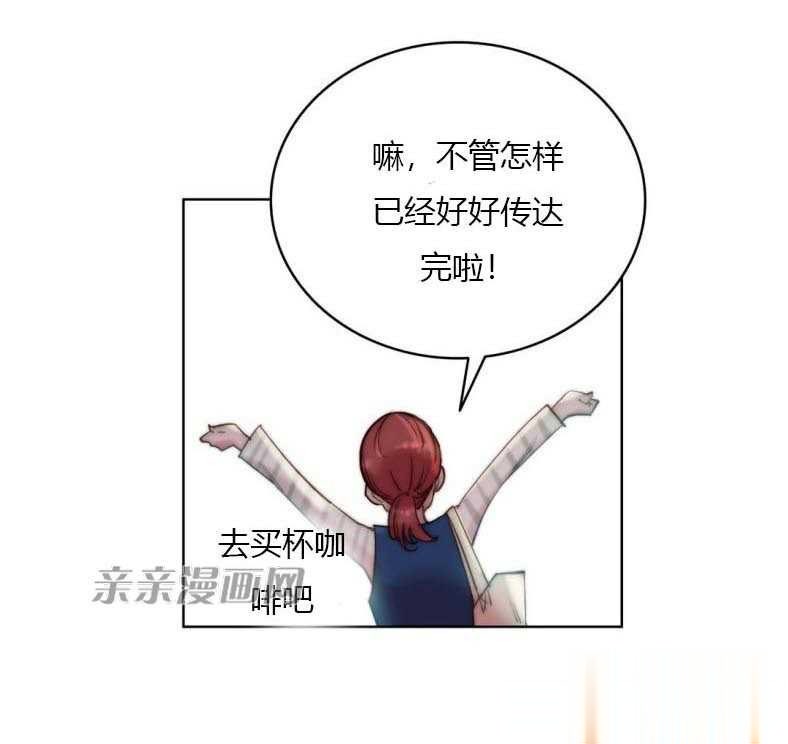 嘛，不管怎样
已经好好传达
完啦！
去买杯咖
啡吧
亲亲漫画网